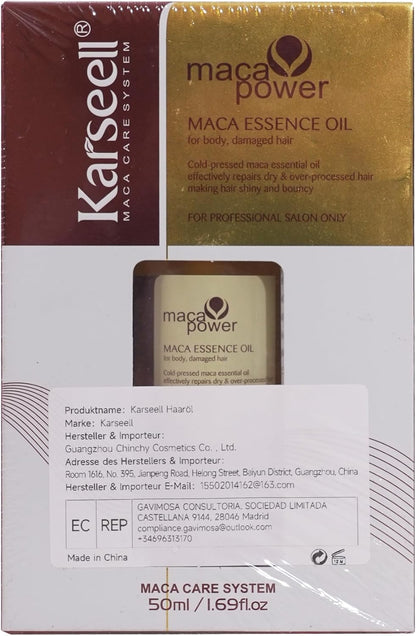 Karseell®
MACA CARE SYSTEM
maca
power
MACA ESSENCE OIL
for body, damaged hair
Cold-pressed maca essential oil
effectively repairs dry & over-processed hair
making hair shiny and bouncy
FOR PROFESSIONAL SALON ONLY
maca
power
MACA ESSENCE OIL
for body, damaged hair
Cold-pressed maca essential oil
effectively repairs dry & over-processed
Produktname: Karseell Haaröl
Marke: Karseell
Hersteller & Importeur:
Guangzhou Chinchy Cosmetics Co. , Ltd.
Adresse des Herstellers & Importeurs:
Room 1616, No. 395, Jianpeng Road, Helong Street, Baiyun District, Guangzhou, China
Hersteller & Importeur E-Mail: 15502014162@163.com
EC REP
GAVIMOSA CONSULTORIA, SOCIEDAD LIMITADA
CASTELLANA 9144, 28046 Madrid
compliance.gavimosa@outlook.com
+34696313170
Made in China
12 M
MACA CARE SYSTEM
50ml / 1.69fl.oz